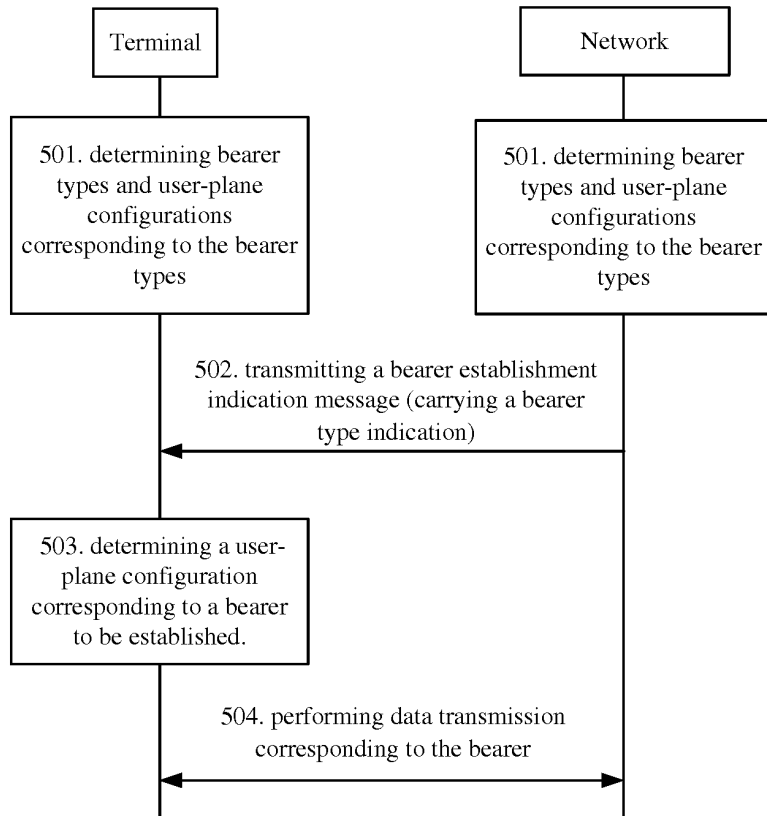 Terminal
Network
501. determining bearer
types and user-plane
configurations
corresponding to the bearer
types
501. determining bearer
types and user-plane
configurations
corresponding to the bearer
types
502. transmitting a bearer establishment
indication message (carrying a bearer
type indication)
503. determining a user-
plane configuration
corresponding to a bearer
to be established.
504. performing data transmission
corresponding to the bearer